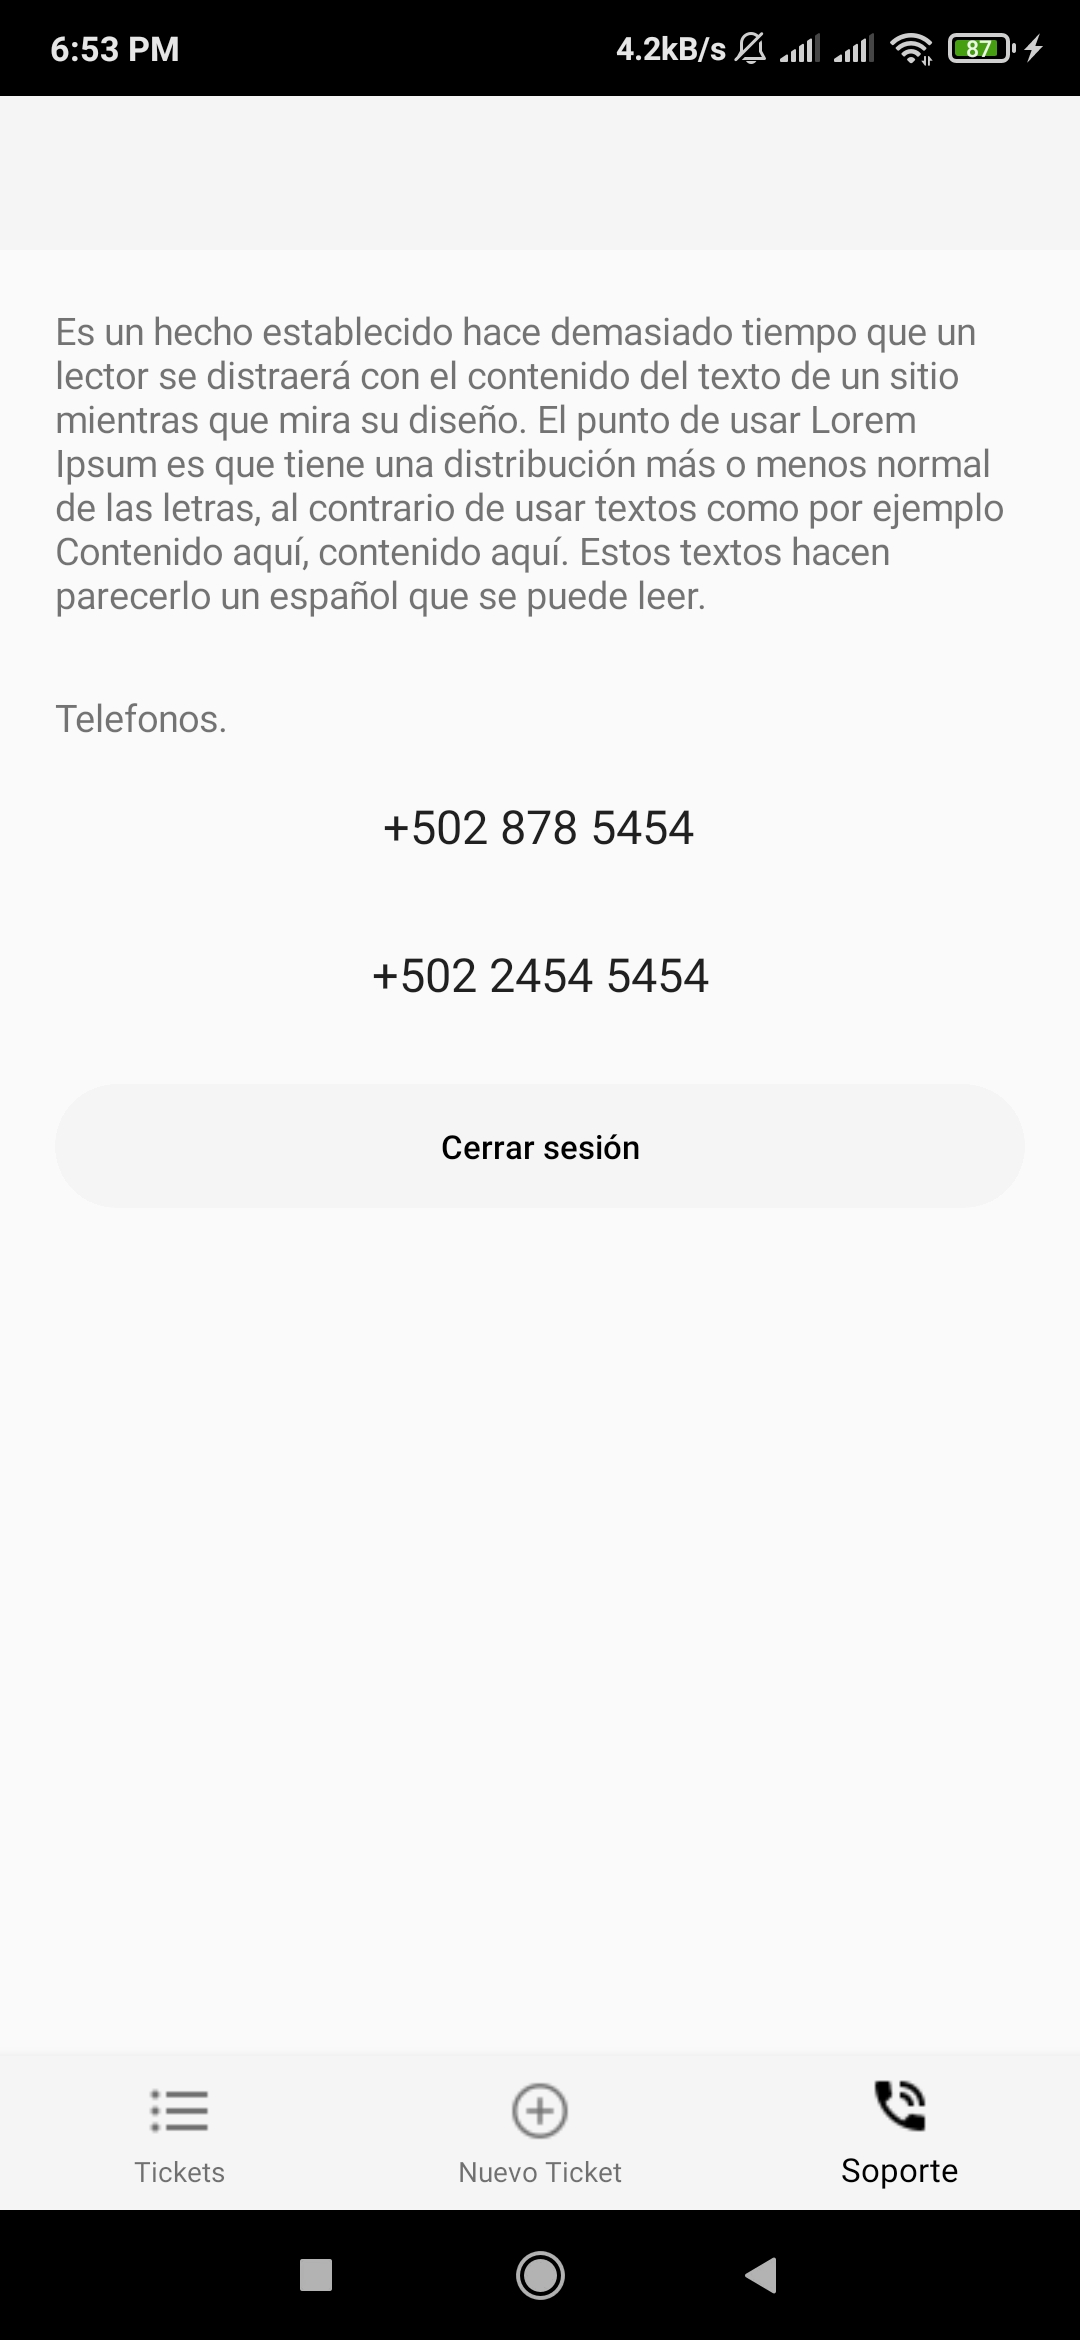 6:53 PM
4.2kB/s
87
Es un hecho establecido hace demasiado tiempo que un
lector se distraerá con el contenido del texto de un sitio
mientras que mira su diseño. El punto de usar Lorem
Ipsum es que tiene una distribución más o menos normal
de las letras, al contrario de usar textos como por ejemplo
Contenido aquí, contenido aquí. Estos textos hacen
parecerlo un español que se puede leer.
Telefonos.
+502 878 5454
+502 2454 5454
Cerrar sesión
Tickets
Nuevo Ticket
Soporte